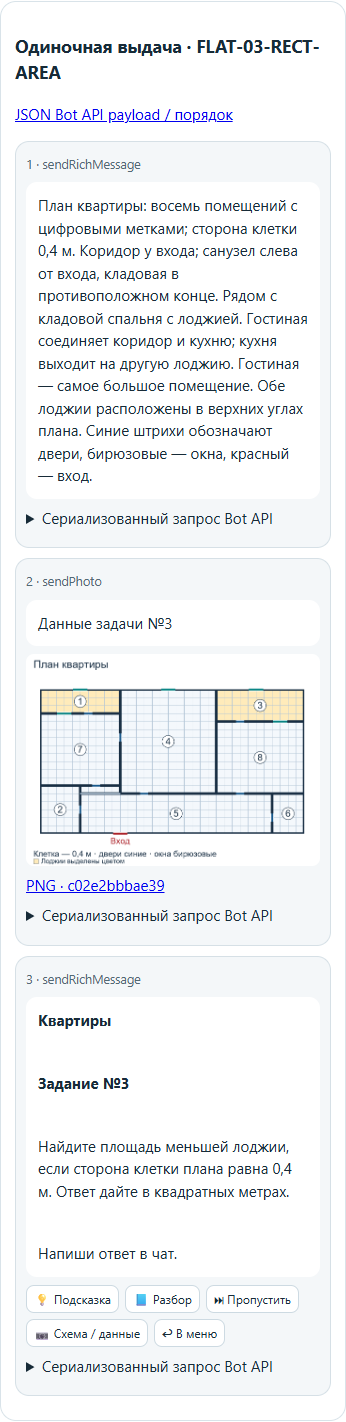 Одиночная выдача · FLAT-03-RECT-
AREA
JSON Bot API payload / порядок
1 · sendRichMessage
План квартиры: восемь помещений с
цифровыми метками; сторона клетки
0,4 м. Коридор у входа; санузел слева
от входа, кладовая в
противоположном конце. Рядом с
кладовой спальня с лоджией. Гостиная
соединяет коридор и кухню; кухня
выходит на другую лоджию. Гостиная
— самое большое помещение. Обе
лоджии расположены в верхних углах
плана. Синие штрихи обозначают
двери, бирюзовые — окна, красный
— вход.
Сериализованный запрос Bot API
2 · sendPhoto
Данные задачи №3
План квартиры
1
3
4
7
8
2
5
6
Вход
Клетка — 0,4 м · двери синие · окна бирюзовые
Лоджии выделены цветом
PNG · c02e2bbbae39
Сериализованный запрос Bot API
3 · sendRichMessage
Квартиры
Задание №3
Найдите площадь меньшей лоджии,
если сторона клетки плана равна 0,4
м. Ответ дайте в квадратных метрах.
Напиши ответ в чат.
Подсказка
Разбор
Пропустить
Схема / данные
В меню
Сериализованный запрос Bot API